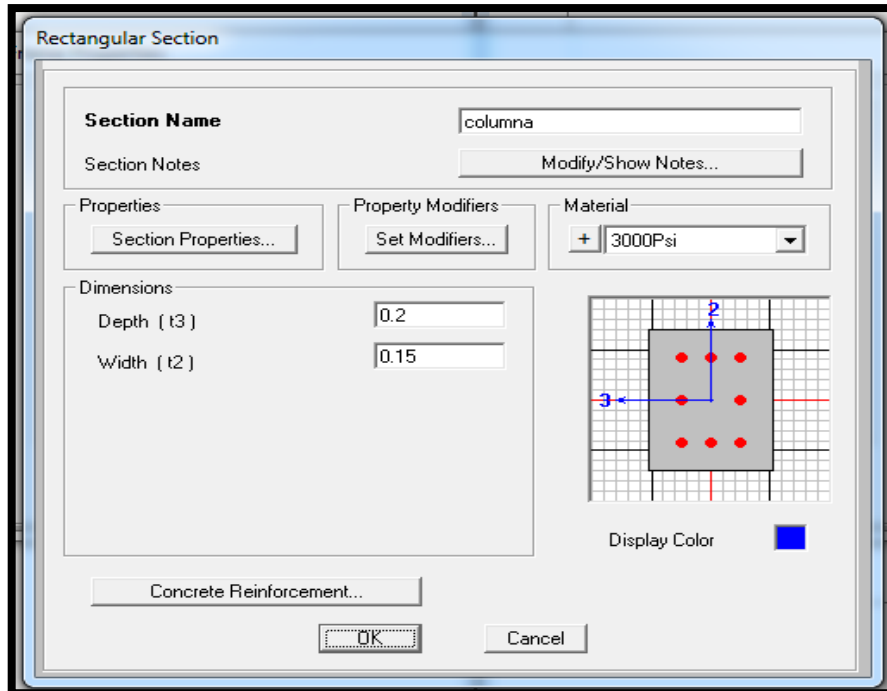 Rectangular Section
Section Name columna
Section Notes Modify/Show Notes...
Properties Property Modifiers Material
Section Properties... Set Modifiers... + 3000Psi
Dimensions
Depth ( t3 ) 0.2
Width ( t2 ) 0.15
2
3
Display Color
Concrete Reinforcement...
OK Cancel